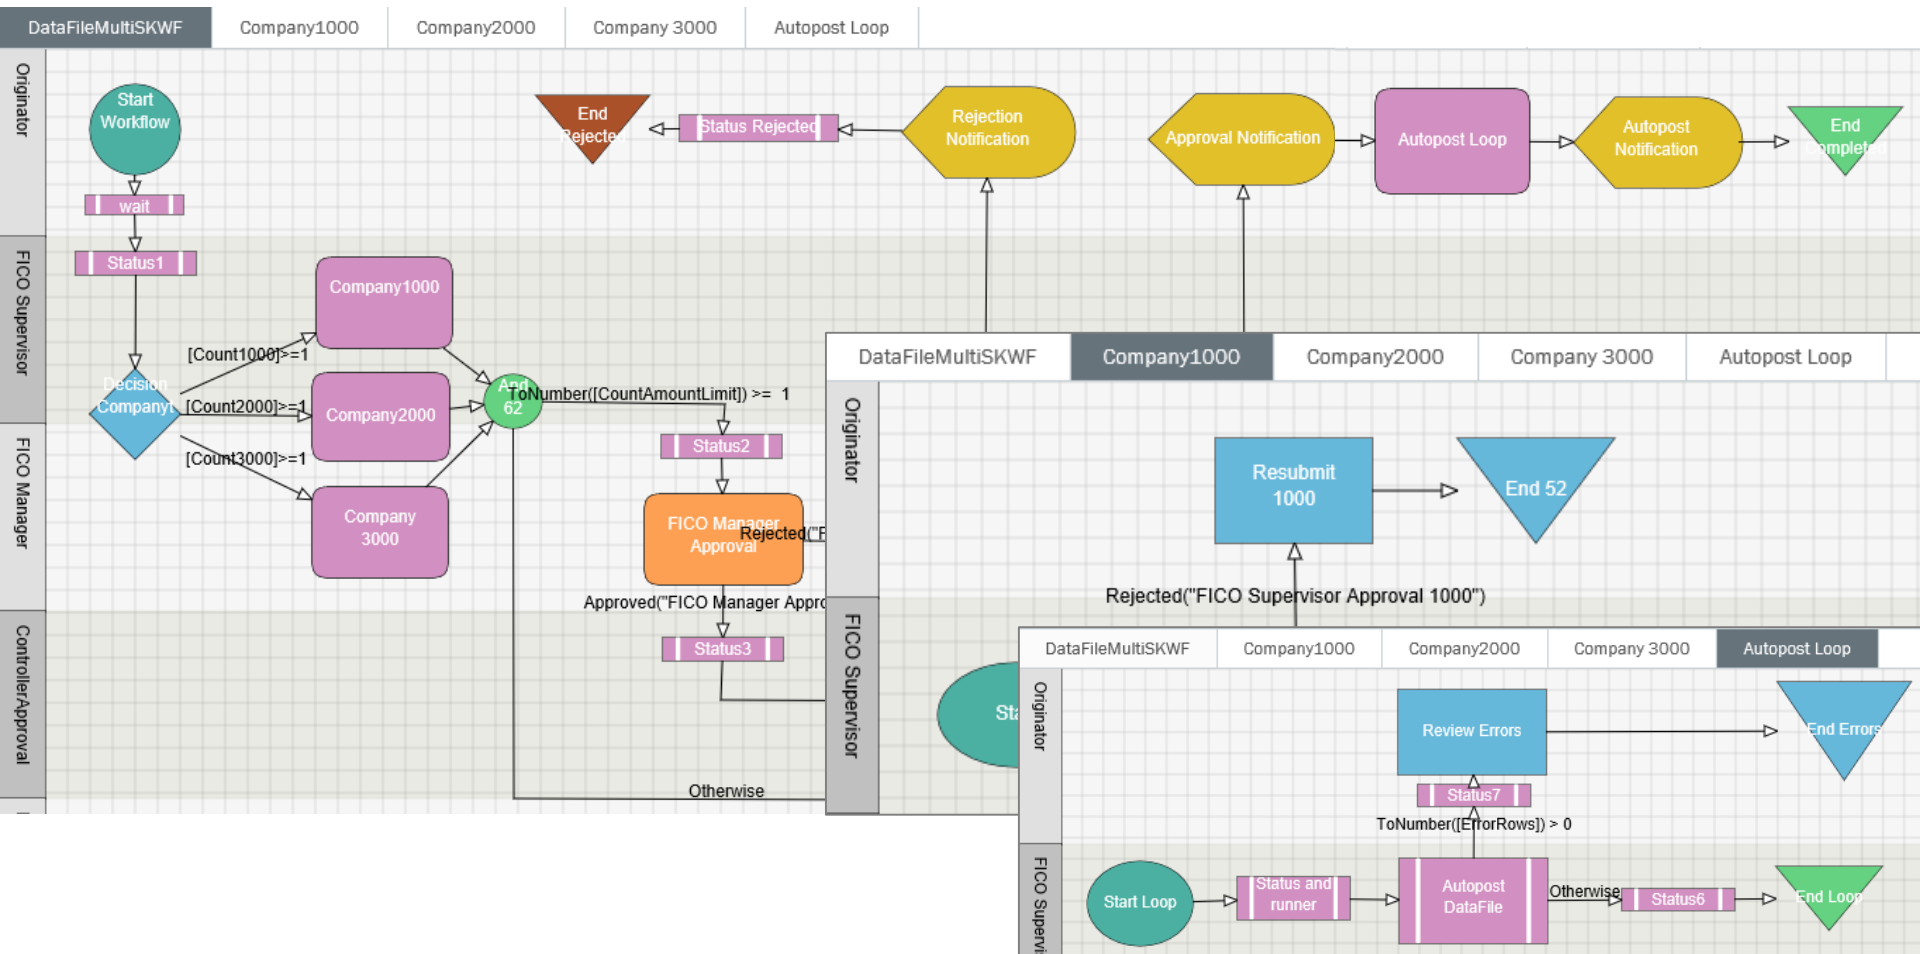 DataFileMultiSKWF
Company1000
Company2000
Company 3000
Autopost Loop
Originator
Start
Workflow
wait
End
Rejected
Status Rejected
Rejection
Notification
Approval Notification
Autopost Loop
Autopost
Notification
End
Completed
FICO Supervisor
Status1
Decision
Company1
[Count1000]>=1
[Count2000]>=1
[Count3000]>=1
Company1000
Company2000
Company
3000
And
62
ToNumber([CountAmountLimit]) >= 1
FICO Manager
Status2
FICO Manager
Approval
Rejected("F
Approved("FICO Manager Appro
ControllerApproval
Status3
Otherwise
DataFileMultiSKWF
Company1000
Company2000
Company 3000
Autopost Loop
Originator
Resubmit
1000
End 52
Rejected("FICO Supervisor Approval 1000")
FICO Supervisor
Sta
DataFileMultiSKWF
Company1000
Company2000
Company 3000
Autopost Loop
Originator
Review Errors
End Errors
Status7
ToNumber([ErrorRows]) > 0
FICO Supervi
Start Loop
Status and
runner
Autopost
DataFile
Otherwise
Status6
End Loop